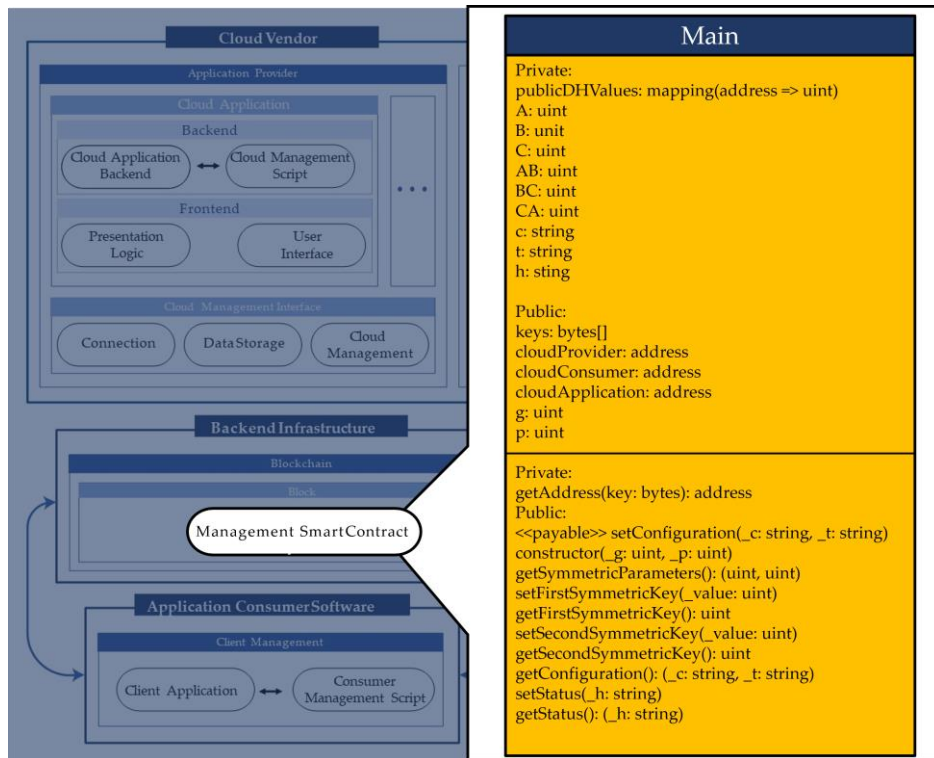 Cloud Vendor
Application Provider
Cloud Application
Backend
Cloud Application
Backend
Cloud Management
Script
Frontend
Presentation
Logic
User
Interface
...
Cloud Management Interface
Connection
Data Storage
Cloud
Management
Backend Infrastructure
Blockchain
Block
Management SmartContract
Application Consumer Software
Client Management
Client Application
Consumer
Management Script
Main
Private:
publicDHValues: mapping(address => uint)
A: uint
B: unit
C: uint
AB: uint
BC: uint
CA: uint
c: string
t: string
h: sting
Public:
keys: bytes[]
cloudProvider: address
cloudConsumer: address
cloudApplication: address
g: uint
p: uint
Private:
getAddress(key: bytes): address
Public:
<<payable>> setConfiguration(_c: string, _t: string)
constructor(_g: uint, _p: uint)
getSymmetricParameters(): (uint, uint)
setFirstSymmetricKey(_value: uint)
getFirstSymmetricKey(): uint
setSecondSymmetricKey(_value: uint)
getSecondSymmetricKey(): uint
getConfiguration(): (_c: string, _t: string)
setStatus(_h: string)
getStatus(): (_h: string)